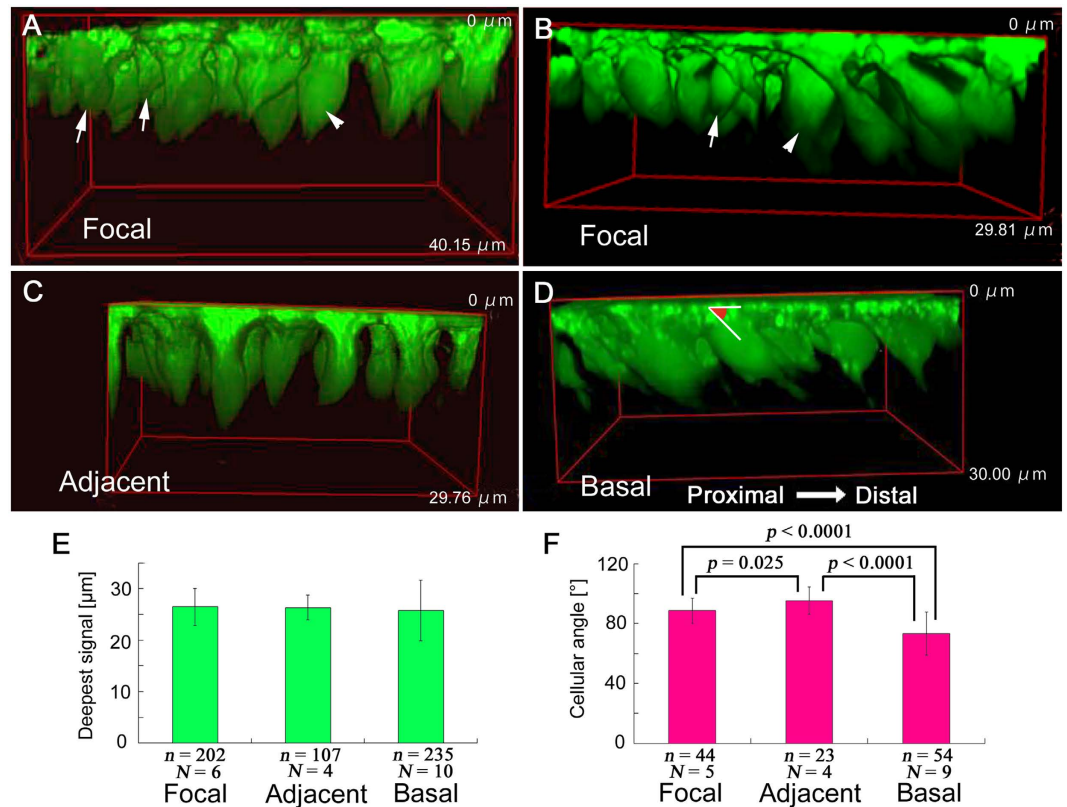 A
0 µm
Focal
40.15 µm
B
0 µm
Focal
29.81 µm
C
0 µm
Adjacent
29.76 µm
D
0 µm
Basal
30.00 µm
Proximal → Distal
E
Deepest signal [µm]
30
20
10
0
n = 202
N = 6
Focal
n = 107
N = 4
Adjacent
n = 235
N = 10
Basal
F
p < 0.0001
p = 0.025
p < 0.0001
Cellular angle [°]
120
80
40
0
n = 44
N = 5
Focal
n = 23
N = 4
Adjacent
n = 54
N = 9
Basal